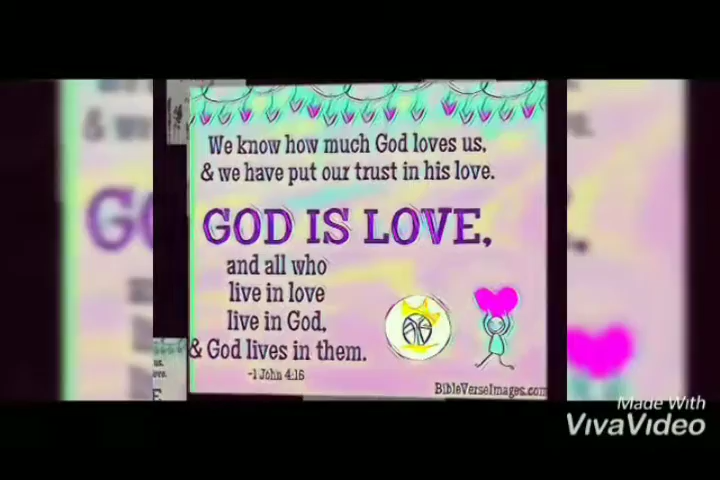 We know how much God loves us,
& we have put our trust in his love.
GOD IS LOVE,
and all who
live in love
live in God,
& God lives in them.
-1 John 4:16
BibleVerseImages.com
Made With
VivaVideo